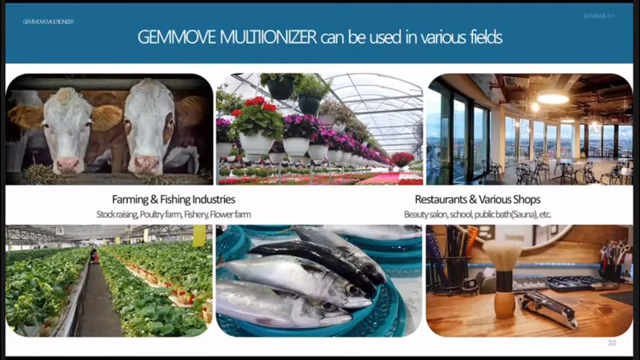 GEMMOVE MULTIIONIZER
GEMMOVE MULTIIONIZER can be used in various fields
Farming & Fishing Industries
Stock raising, Poultry farm, Fishery, Flower farm
Restaurants & Various Shops
Beauty salon, school, public bath(Sauna), etc.
30